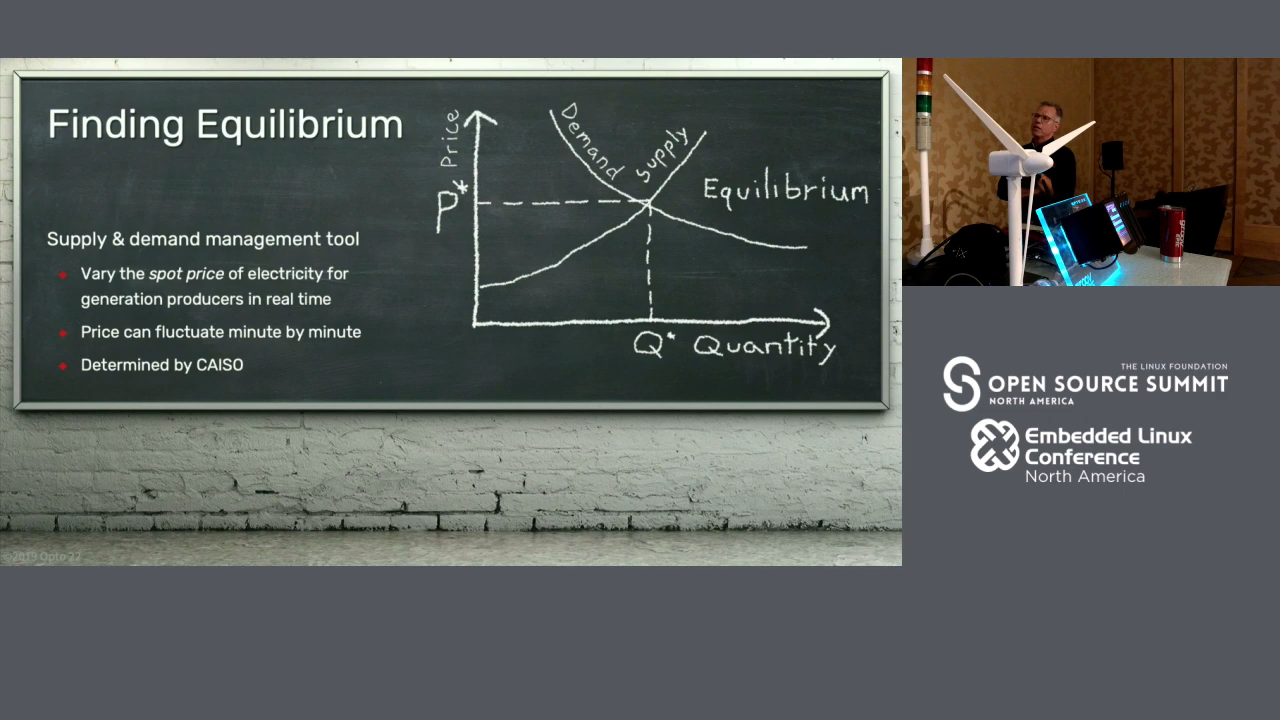 Finding Equilibrium
Supply & demand management tool
Vary the spot price of electricity for
generation producers in real time
Price can fluctuate minute by minute
Determined by CAISO
Price
P*
Demand
Supply
Equilibrium
Q* Quantity
©2019 Opto 22
THE LINUX FOUNDATION
OPEN SOURCE SUMMIT
NORTH AMERICA
Embedded Linux
Conference
North America